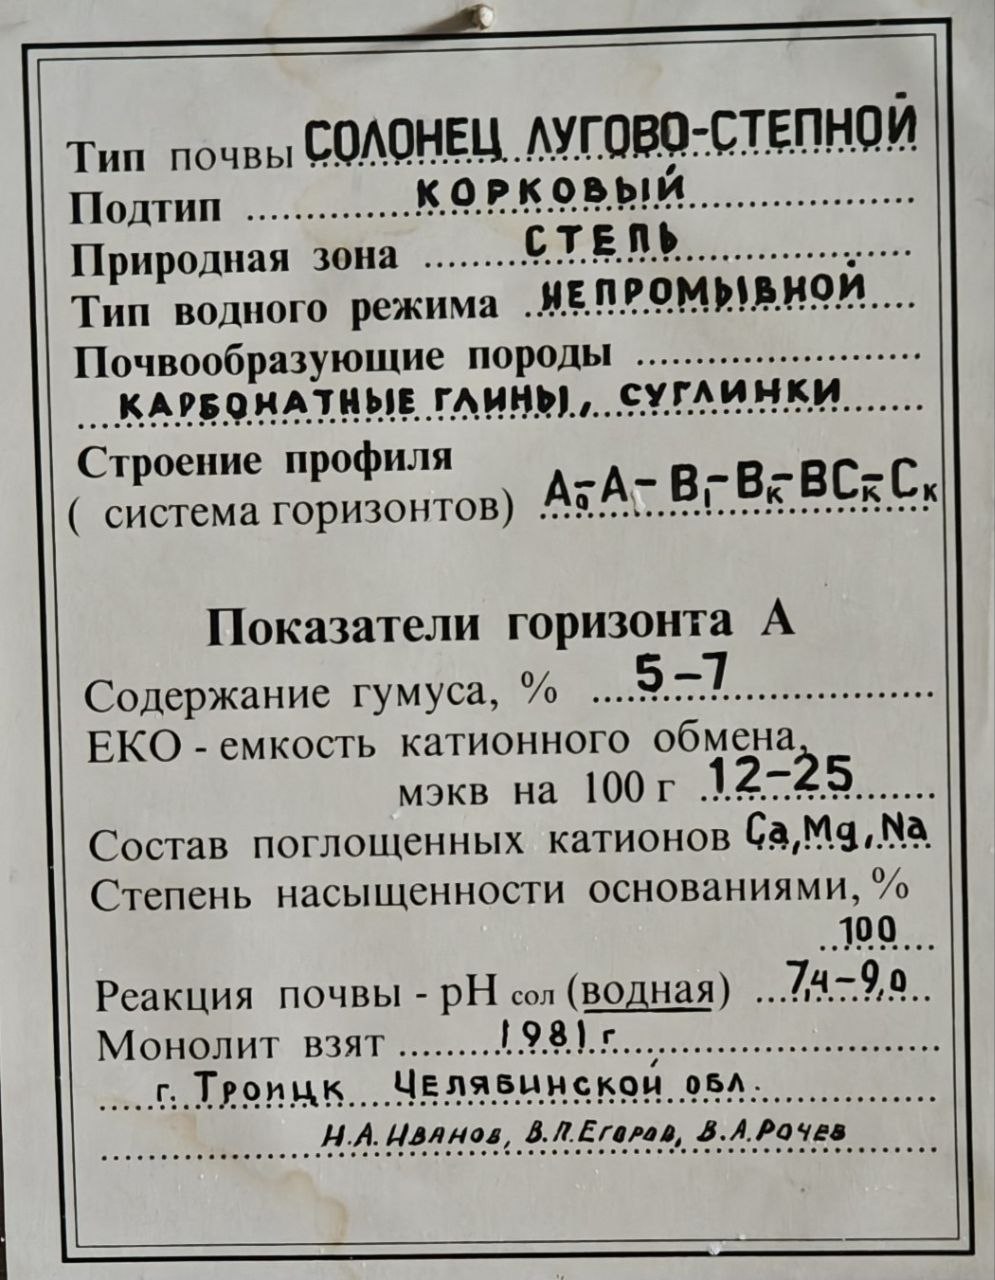 Тип почвы СОЛОНЕЦ ЛУГОВО-СТЕПНОЙ
Подтип КОРКОВЫЙ
Природная зона СТЕПЬ
Тип водного режима НЕПРОМЫВНОЙ
Почвообразующие породы
КАРБОНАТНЫЕ ГЛИНЫ, СУГЛИНКИ
Строение профиля
( система горизонтов) A₀-A-B₁-Bк-BCк-Cк
Показатели горизонта А
Содержание гумуса, % 5-7
ЕКО - емкость катионного обмена,
мэкв на 100 г 12-25
Состав поглощенных катионов Ca, Mg, Na
Степень насыщенности основаниями, %
100
Реакция почвы - pH сол (водная) 7,4-9,0
Монолит взят 1981 г
г. Троицк Челябинской обл.
Н.А.Иванов, В.П.Егоров, В.А.Рочев